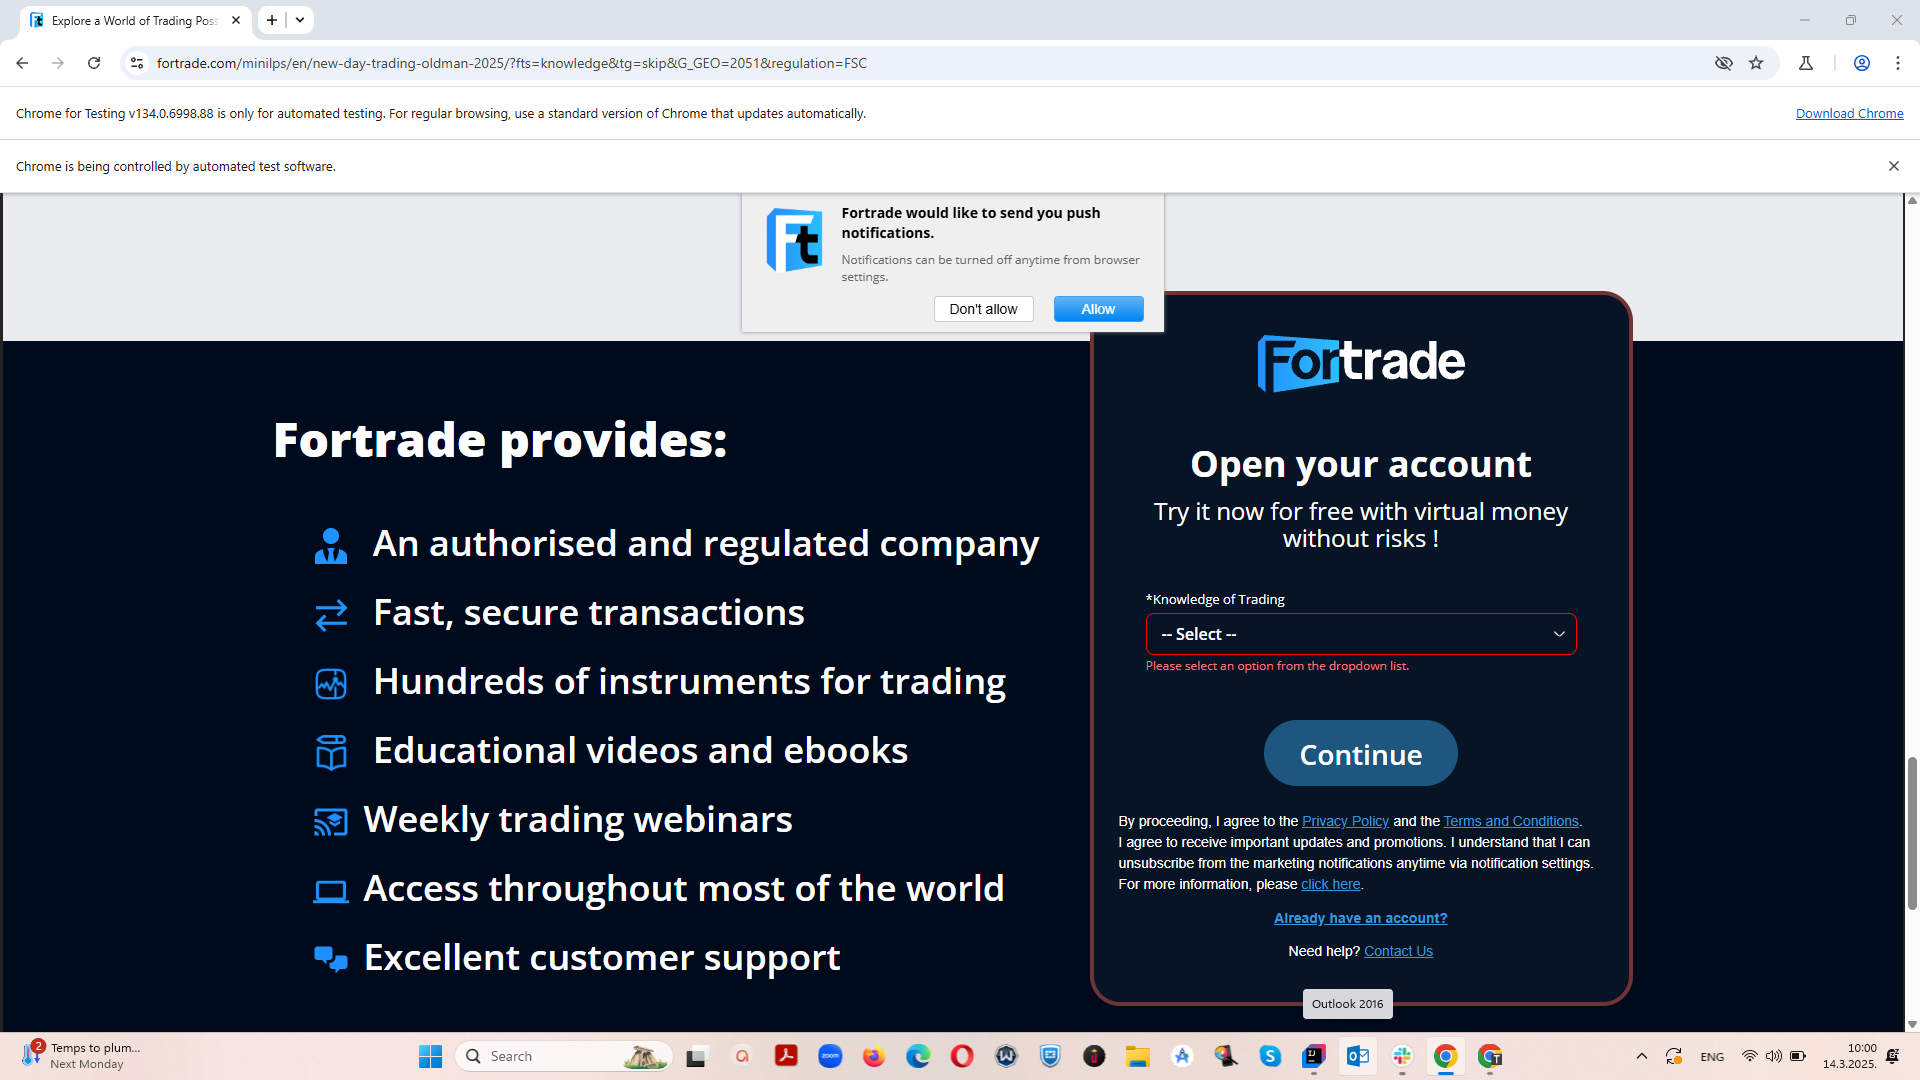 Explore a World of Trading Poss
fortrade.com/minilps/en/new-day-trading-oldman-2025/?fts=knowledge&tg=skip&G_GEO=2051&regulation=FSC
Chrome for Testing v134.0.6998.88 is only for automated testing. For regular browsing, use a standard version of Chrome that updates automatically.
Download Chrome
Chrome is being controlled by automated test software.
Ft
Fortrade would like to send you push
notifications.
Notifications can be turned off anytime from browser
settings.
Don't allow
Allow
Fortrade provides:
An authorised and regulated company
Fast, secure transactions
Hundreds of instruments for trading
Educational videos and ebooks
Weekly trading webinars
Access throughout most of the world
Excellent customer support
Fortrade
Open your account
Try it now for free with virtual money
without risks !
*Knowledge of Trading
-- Select --
Please select an option from the dropdown list.
Continue
By proceeding, I agree to the Privacy Policy and the Terms and Conditions.
I agree to receive important updates and promotions. I understand that I can
unsubscribe from the marketing notifications anytime via notification settings.
For more information, please click here.
Already have an account?
Need help? Contact Us
Outlook 2016
2
Temps to plum...
Next Monday
Search
zoom
ENG
10:00
14.3.2025.